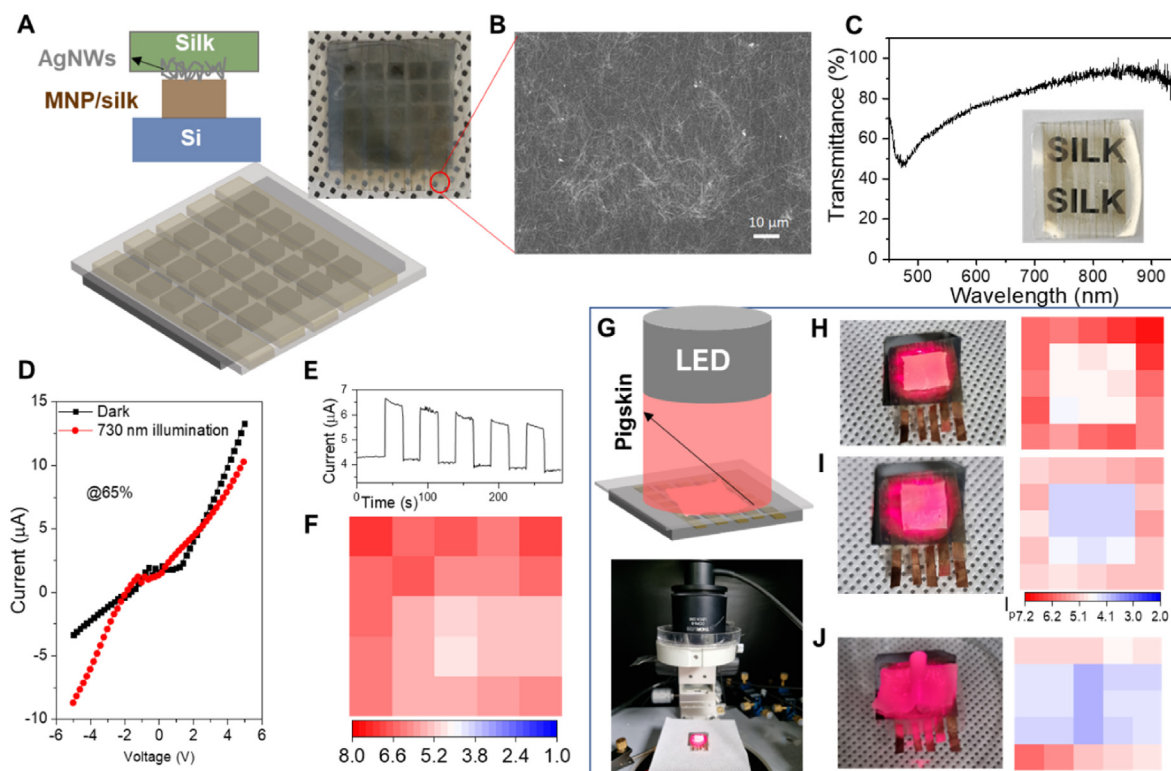 A
Silk
AgNWs
MNP/silk
Si
B
10 µm
C
Transmittance (%)
100
80
60
40
20
0
500 600 700 800 900
Wavelength (nm)
SILK
SILK
D
Current (µA)
15
10
5
0
-5
-10
Dark
730 nm illumination
@65%
-6 -4 -2 0 2 4 6
Voltage (V)
E
Current (µA)
7
6
5
4
Time (s)
100
200
F
8.0 6.6 5.2 3.8 2.4 1.0
G
LED
Pigskin
H
I
I
P7.2 6.2 5.1 4.1 3.0 2.0
J